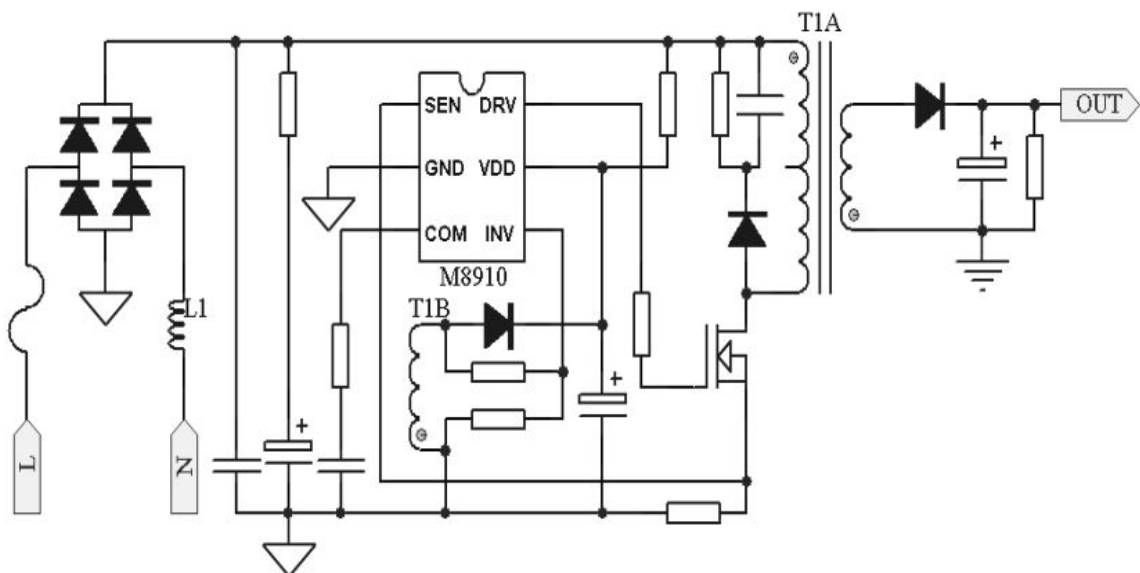 T1A
SEN DRV
OUT
GND VDD
COM INV
M8910
L1
T1B
+
+
+
L
N